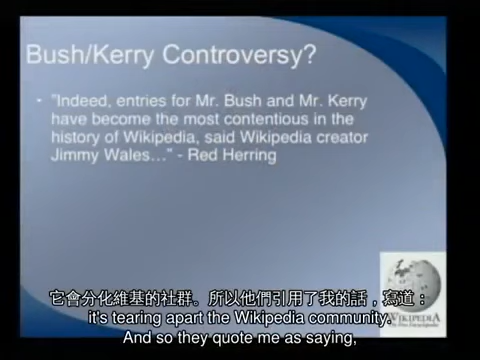 Bush/Kerry Controversy?
• "Indeed, entries for Mr. Bush and Mr. Kerry
have become the most contentious in the
history of Wikipedia, said Wikipedia creator
Jimmy Wales…" - Red Herring
WIKIPEDIA
The Free Encyclopedia
它會分化維基的社群。所以他們引用了我的話，寫道：
it's tearing apart the Wikipedia community.
And so they quote me as saying,